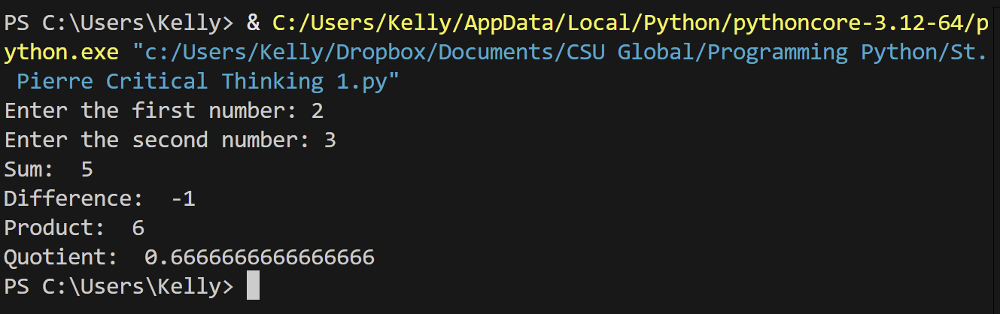 PS C:\Users\Kelly> & C:/Users/Kelly/AppData/Local/Python/pythoncore-3.12-64/p
ython.exe "c:/Users/Kelly/Dropbox/Documents/CSU Global/Programming Python/St.
 Pierre Critical Thinking 1.py"
Enter the first number: 2
Enter the second number: 3
Sum:  5
Difference:  -1
Product:  6
Quotient:  0.6666666666666666
PS C:\Users\Kelly>